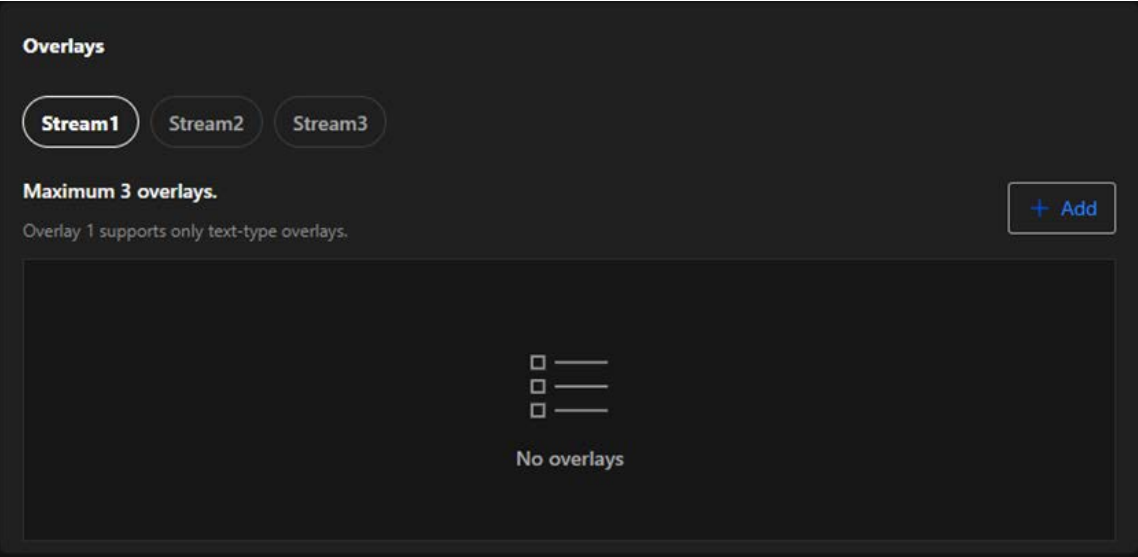 Overlays
Stream1 Stream2 Stream3
Maximum 3 overlays.
+ Add
Overlay 1 supports only text-type overlays.
No overlays